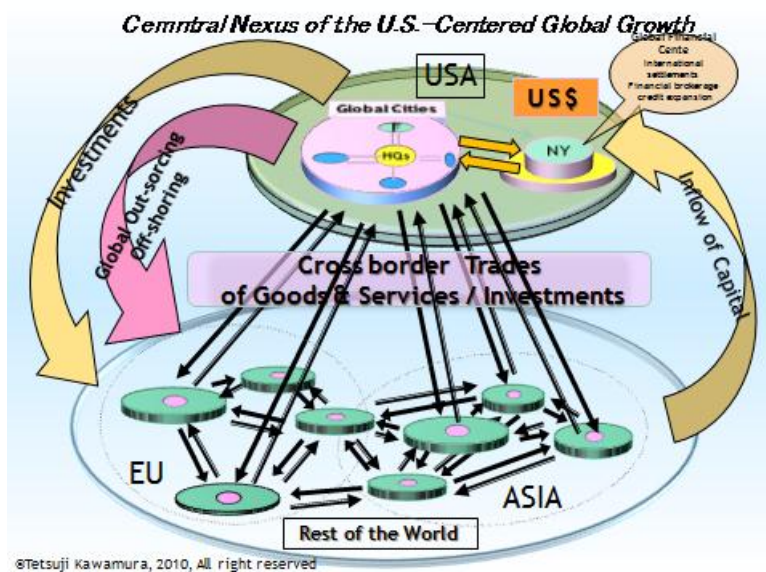 Cemntral Nexus of the U.S.-Centered Global Growth
Global Financial
Cente
International
settlements
Financial brokerage
credit expansion
USA
US$
Global Cities
HQs
NY
Investments
Global Out-sorcing
Off-shoring
Inflow of Capital
Cross border Trades
of Goods & Services / Investments
EU
ASIA
Rest of the World
©Tetsuji Kawamura, 2010, All right reserved